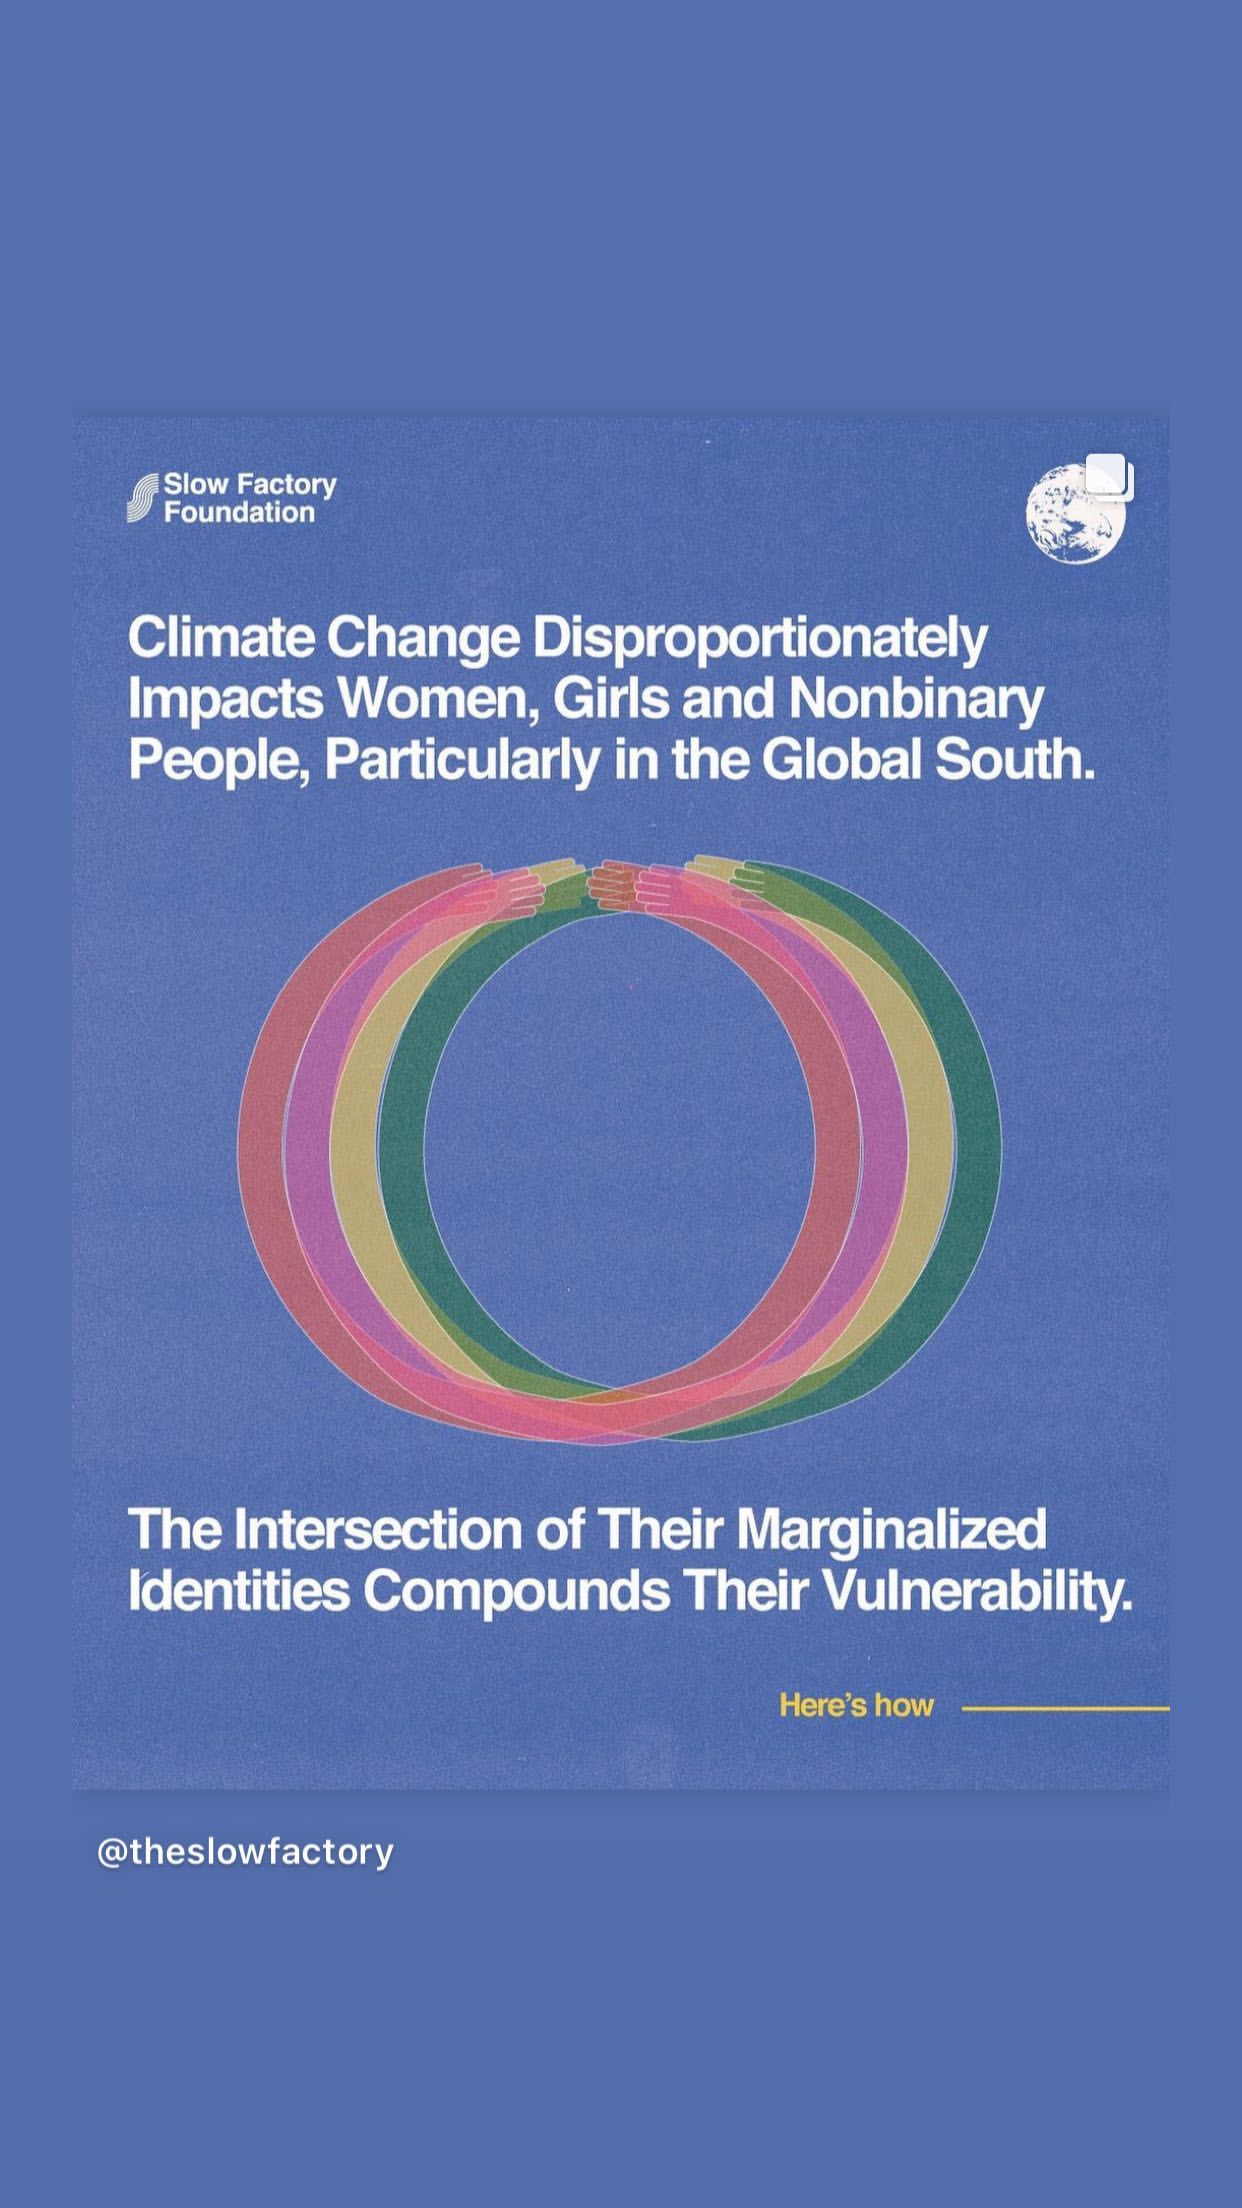 Slow Factory
Foundation
Climate Change Disproportionately
Impacts Women, Girls and Nonbinary
People, Particularly in the Global South.
The Intersection of Their Marginalized
Identities Compounds Their Vulnerability.
Here’s how
@theslowfactory